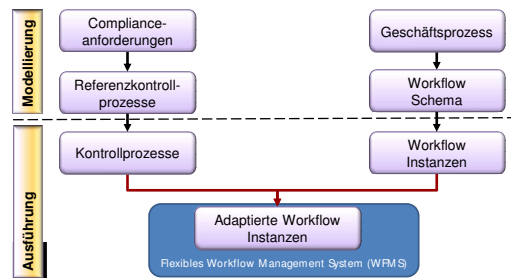 Modellierung
Compliance-
anforderungen
Geschäftsprozess
Referenzkontroll-
prozesse
Workflow
Schema
Ausführung
Kontrollprozesse
Workflow
Instanzen
Adaptierte Workflow
Instanzen
Flexibles Workflow Management System (WFMS)